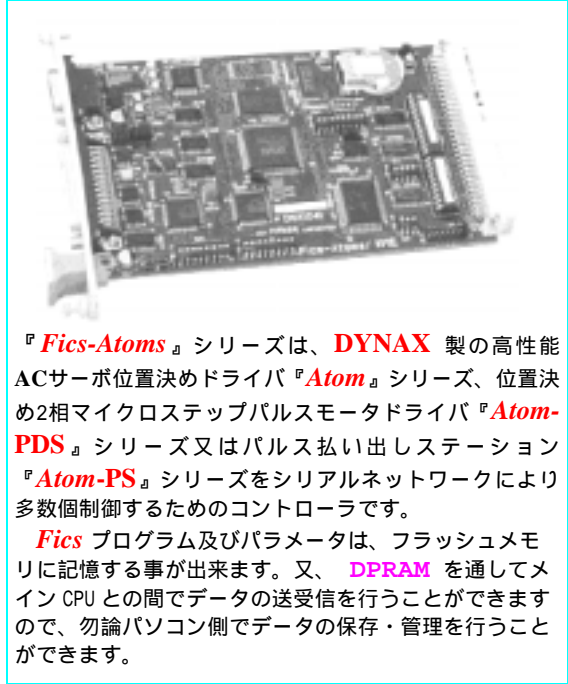 『Fics-Atoms』シリーズは、DYNAX 製の高性能
ACサーボ位置決めドライバ『Atom』シリーズ、位置決
め2相マイクロステップパルスモータドライバ『Atom-
PDS』シリーズ又はパルス払い出しステーション
『Atom-PS』シリーズをシリアルネットワークにより
多数個制御するためのコントローラです。
Fics プログラム及びパラメータは、フラッシュメモ
リに記憶する事が出来ます。又、 DPRAM を通してメ
イン CPU との間でデータの送受信を行うことができます
ので、勿論パソコン側でデータの保存・管理を行うこと
ができます。